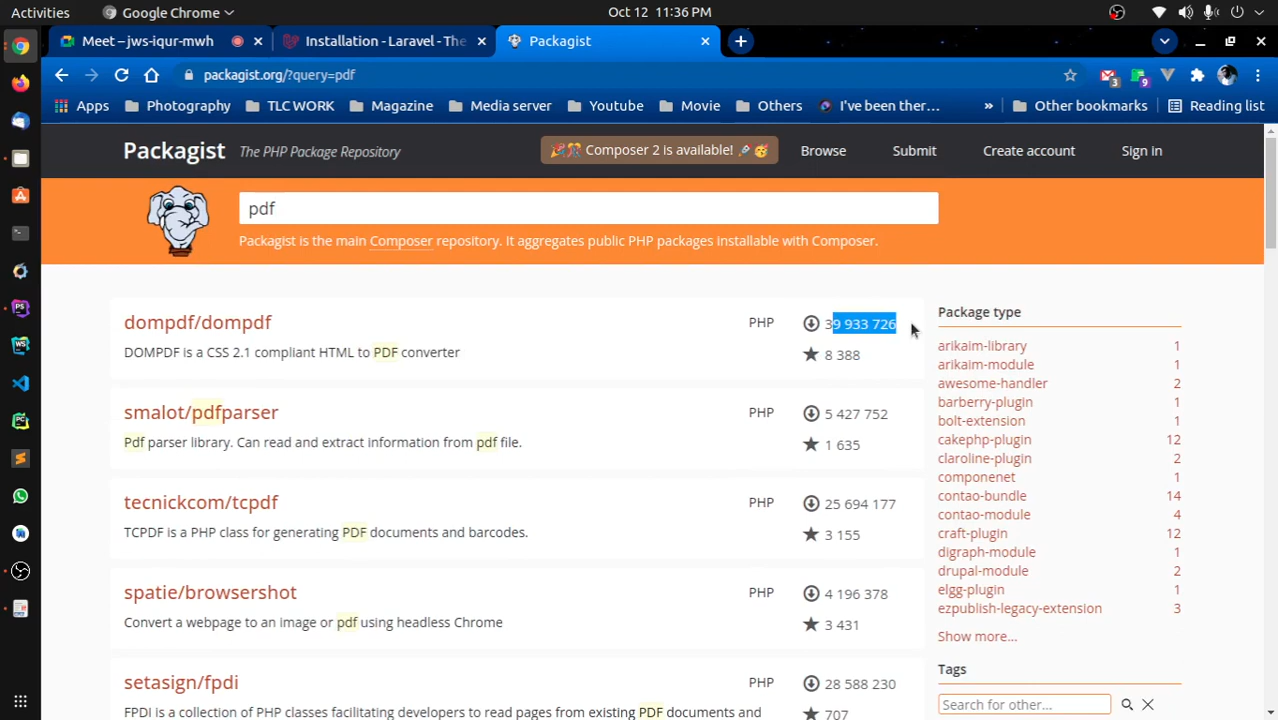 Activities
Google Chrome
Oct 12 11:36 PM
Meet – jws-iqur-mwh
Installation - Laravel - The
Packagist
packagist.org/?query=pdf
3
9
Apps
Photography
TLC WORK
Magazine
Media server
Youtube
Movie
Others
I've been ther...
»
Other bookmarks
Reading list
Packagist
The PHP Package Repository
Composer 2 is available!
Browse
Submit
Create account
Sign in
pdf
Packagist is the main Composer repository. It aggregates public PHP packages installable with Composer.
dompdf/dompdf
PHP
39 933 726
DOMPDF is a CSS 2.1 compliant HTML to PDF converter
8 388
smalot/pdfparser
PHP
5 427 752
Pdf parser library. Can read and extract information from pdf file.
1 635
tecnickcom/tcpdf
PHP
25 694 177
TCPDF is a PHP class for generating PDF documents and barcodes.
3 155
spatie/browsershot
PHP
4 196 378
Convert a webpage to an image or pdf using headless Chrome
3 431
setasign/fpdi
PHP
28 588 230
FPDI is a collection of PHP classes facilitating developers to read pages from existing PDF documents and
707
Package type
arikaim-library 1
arikaim-module 1
awesome-handler 2
barberry-plugin 1
bolt-extension 1
cakephp-plugin 12
claroline-plugin 2
componenet 1
contao-bundle 14
contao-module 4
craft-plugin 12
digraph-module 1
drupal-module 2
elgg-plugin 1
ezpublish-legacy-extension 3
Show more...
Tags
Search for other...